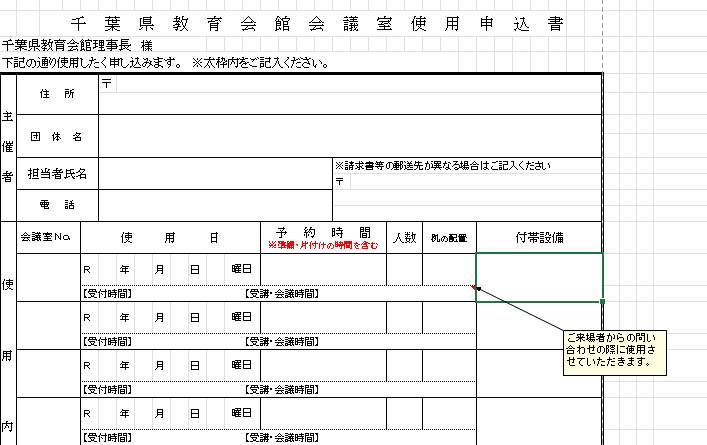 千葉県教育会館会議室使用申込書
千葉県教育会館理事長 様
下記の通り使用したく申し込みます。 ※太枠内をご記入ください。
主催者
住所
〒
団体名
担当者氏名
※請求書等の郵送先が異なる場合はご記入ください
〒
電話
会議室No.
使用日
予約時間
※準備・片付けの時間を含む
人数
机の配置
付帯設備
使用内
R 年 月 日 曜日
【受付時間】 【受講・会議時間】
ご来場者からの問い
合わせの際に使用さ
せていただきます。
R 年 月 日 曜日
【受付時間】 【受講・会議時間】
R 年 月 日 曜日
【受付時間】 【受講・会議時間】
R 年 月 日 曜日
【受付時間】 【受講・会議時間】